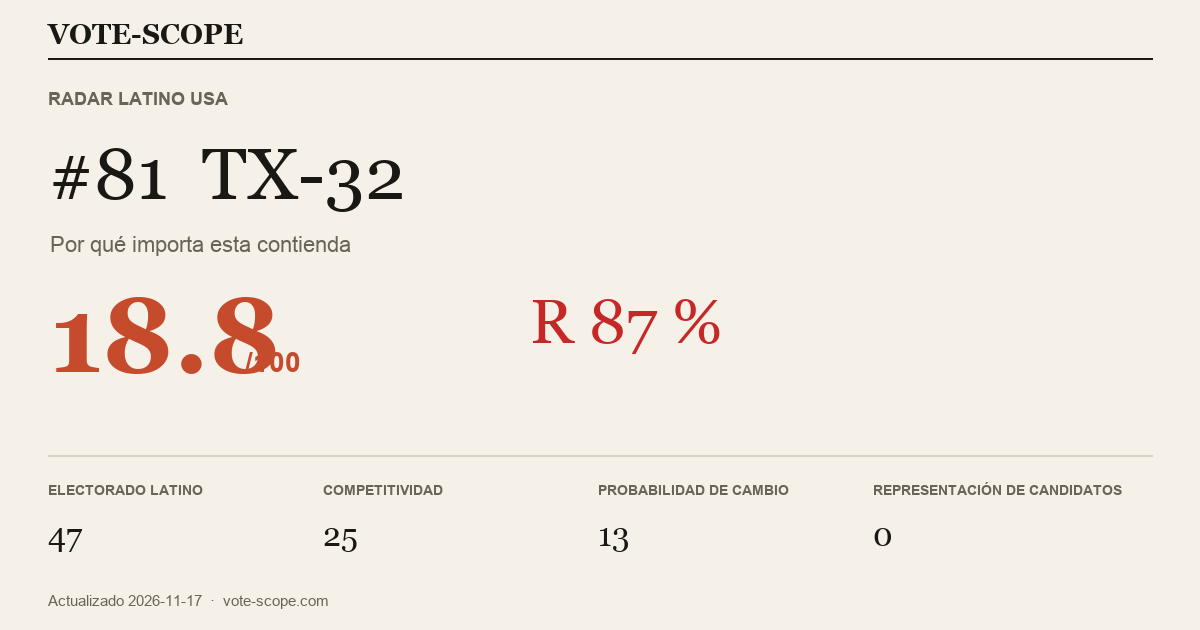 VOTE-SCOPE
RADAR LATINO USA
#81 TX-32
Por qué importa esta contienda
18.8/100 R 87 %
ELECTORADO LATINO COMPETITIVIDAD PROBABILIDAD DE CAMBIO REPRESENTACIÓN DE CANDIDATOS
47 25 13 0
Actualizado 2026-11-17 · vote-scope.com